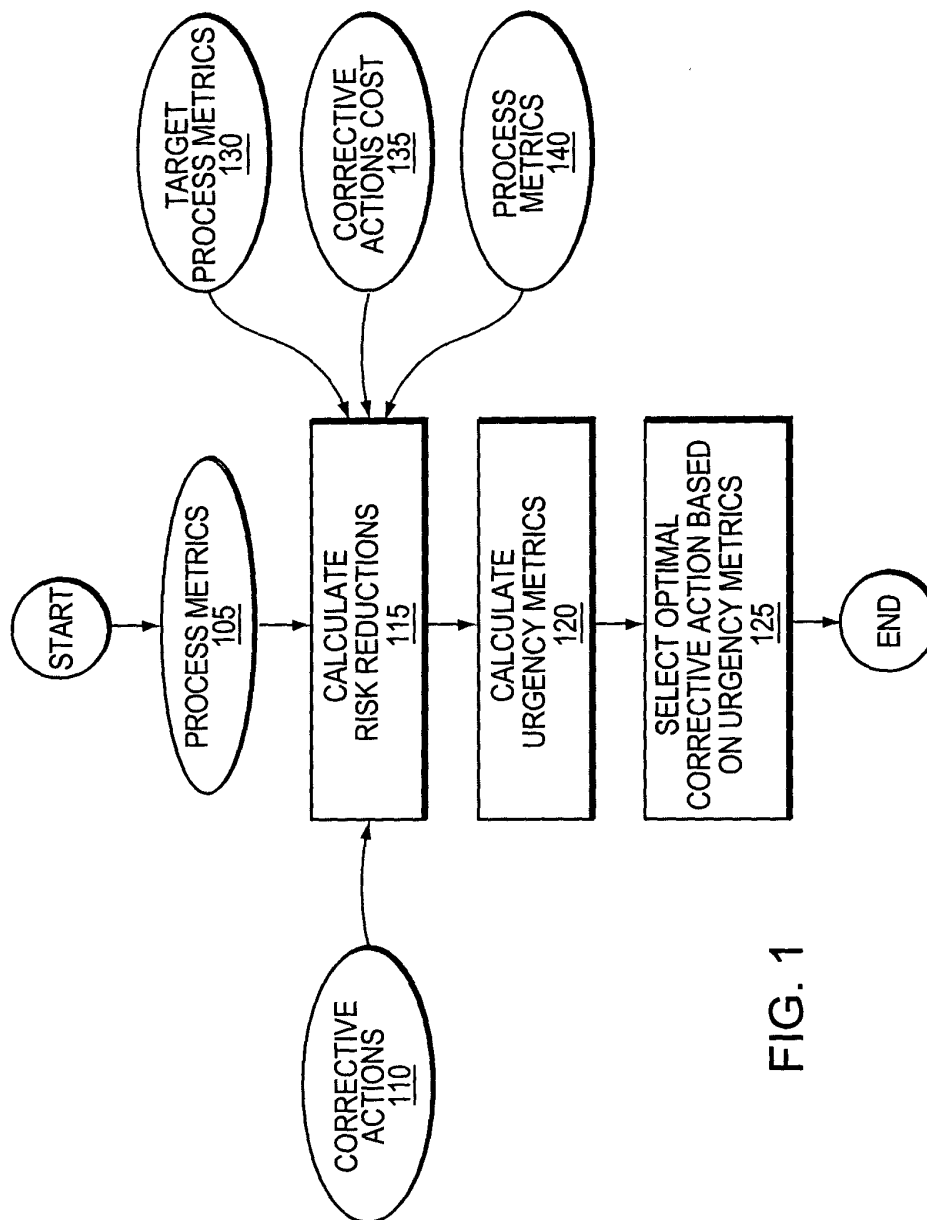 START
PROCESS METRICS
105
CORRECTIVE
ACTIONS
110
CALCULATE
RISK REDUCTIONS
115
TARGET
PROCESS METRICS
130
CORRECTIVE
ACTIONS COST
135
PROCESS
METRICS
140
CALCULATE
URGENCY METRICS
120
SELECT OPTIMAL
CORRECTIVE ACTION BASED
ON URGENCY METRICS
125
END
FIG. 1